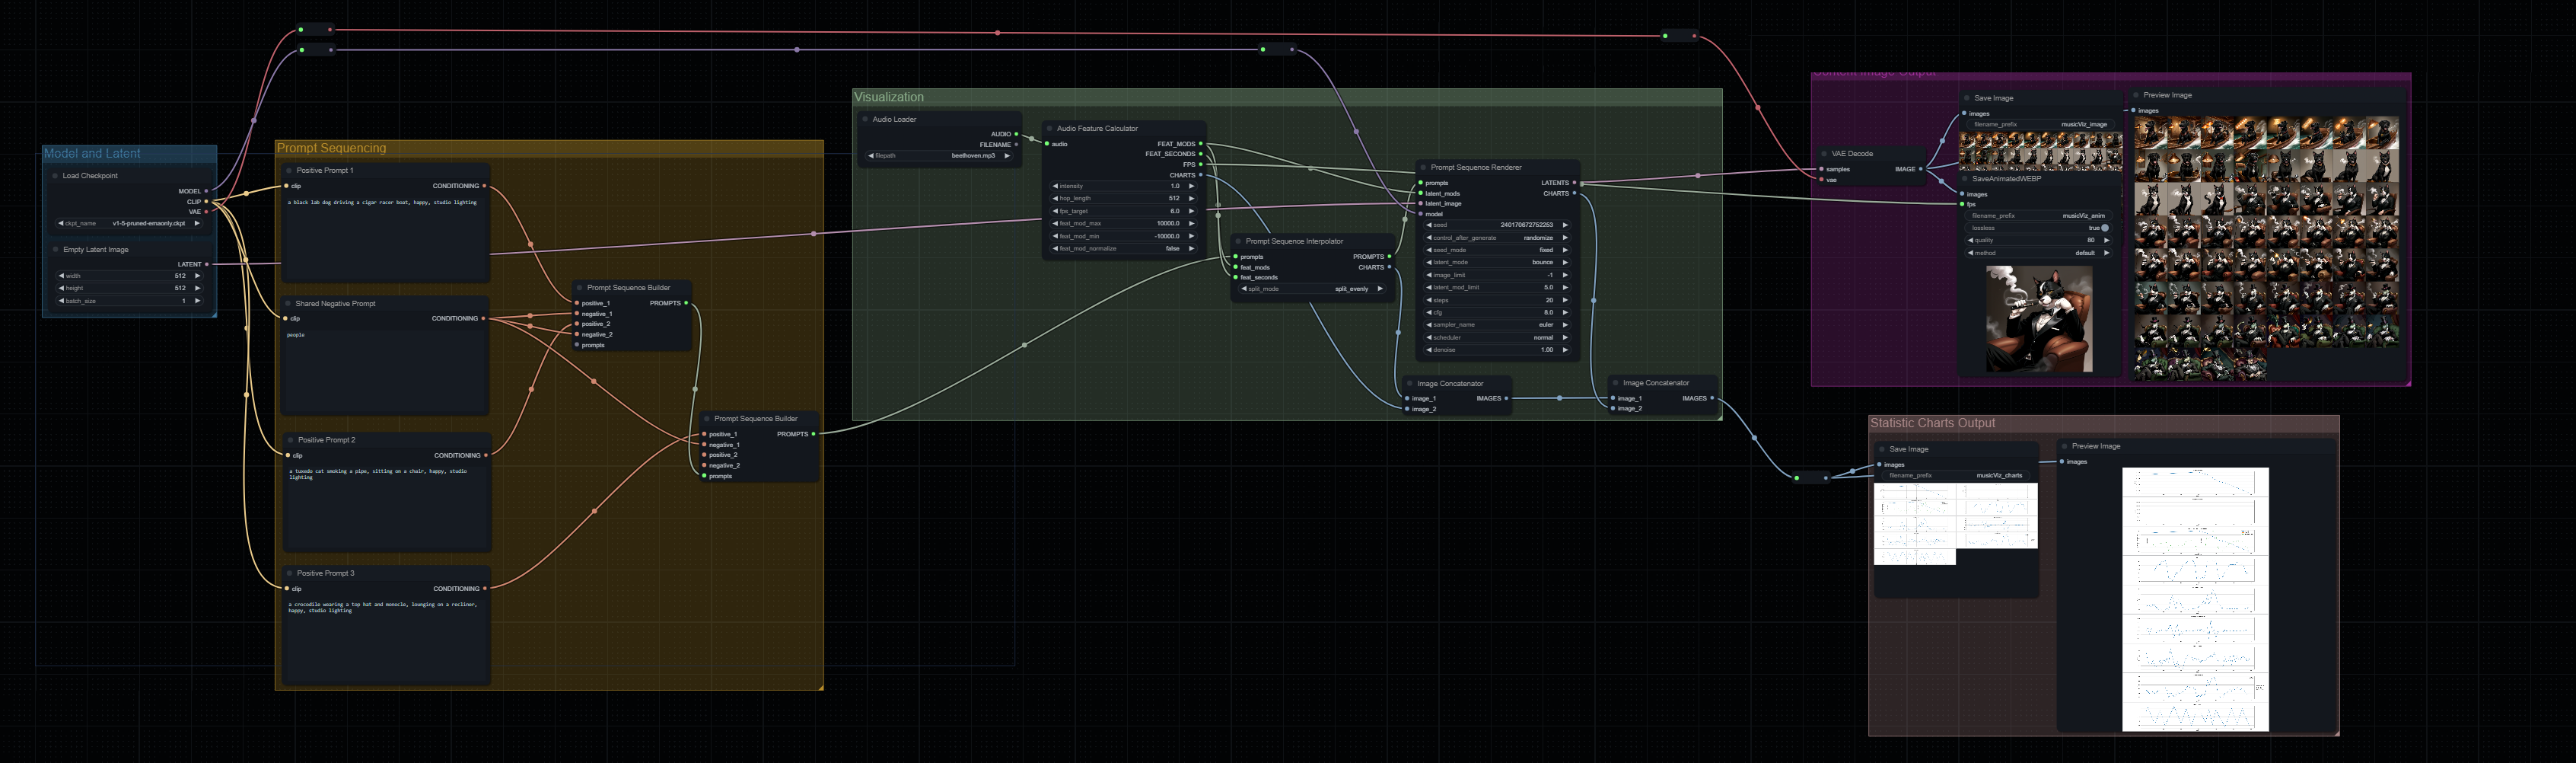 Model and Latent
Load Checkpoint
MODEL
CLIP
VAE
ckpt_name v1-5-pruned-emaonly.ckpt
Empty Latent Image
LATENT
width 512
height 512
batch_size 1
Prompt Sequencing
Positive Prompt 1
clip CONDITIONING
a black lab dog driving a cigar racer boat, happy, studio lighting
Shared Negative Prompt
clip CONDITIONING
people
Positive Prompt 2
clip CONDITIONING
a tuxedo cat smoking a pipe, sitting on a chair, happy, studio
lighting
Positive Prompt 3
clip CONDITIONING
a crocodile wearing a top hat and monocle, lounging on a recliner,
happy, studio lighting
Prompt Sequence Builder
positive_1 PROMPTS
negative_1
positive_2
negative_2
prompts
Prompt Sequence Builder
positive_1 PROMPTS
negative_1
positive_2
negative_2
prompts
Visualization
Audio Loader
AUDIO
FILENAME
filepath beethoven.mp3
Audio Feature Calculator
audio FEAT_MODS
FEAT_SECONDS
FPS
CHARTS
intensity 1.0
hop_length 512
fps_target 6.0
feat_mod_max 10000.0
feat_mod_min -10000.0
feat_mod_normalize false
Prompt Sequence Interpolator
prompts PROMPTS
feat_mods CHARTS
feat_seconds
split_mode split_evenly
Prompt Sequence Renderer
prompts LATENTS
latent_mods CHARTS
latent_image
model
seed 240170672752253
control_after_generate randomize
seed_mode fixed
latent_mode bounce
image_limit -1
latent_mod_limit 5.0
steps 20
cfg 8.0
sampler_name euler
scheduler normal
denoise 1.00
Image Concatenator
image_1 IMAGES
image_2
Image Concatenator
image_1 IMAGES
image_2
Content Image Output
VAE Decode
samples IMAGE
vae
Save Image
images
filename_prefix musicViz_image
SaveAnimatedWEBP
images
fps
filename_prefix musicViz_anim
lossless true
quality 80
method default
Preview Image
images
Statistic Charts Output
Save Image
images
filename_prefix musicViz_charts
Preview Image
images